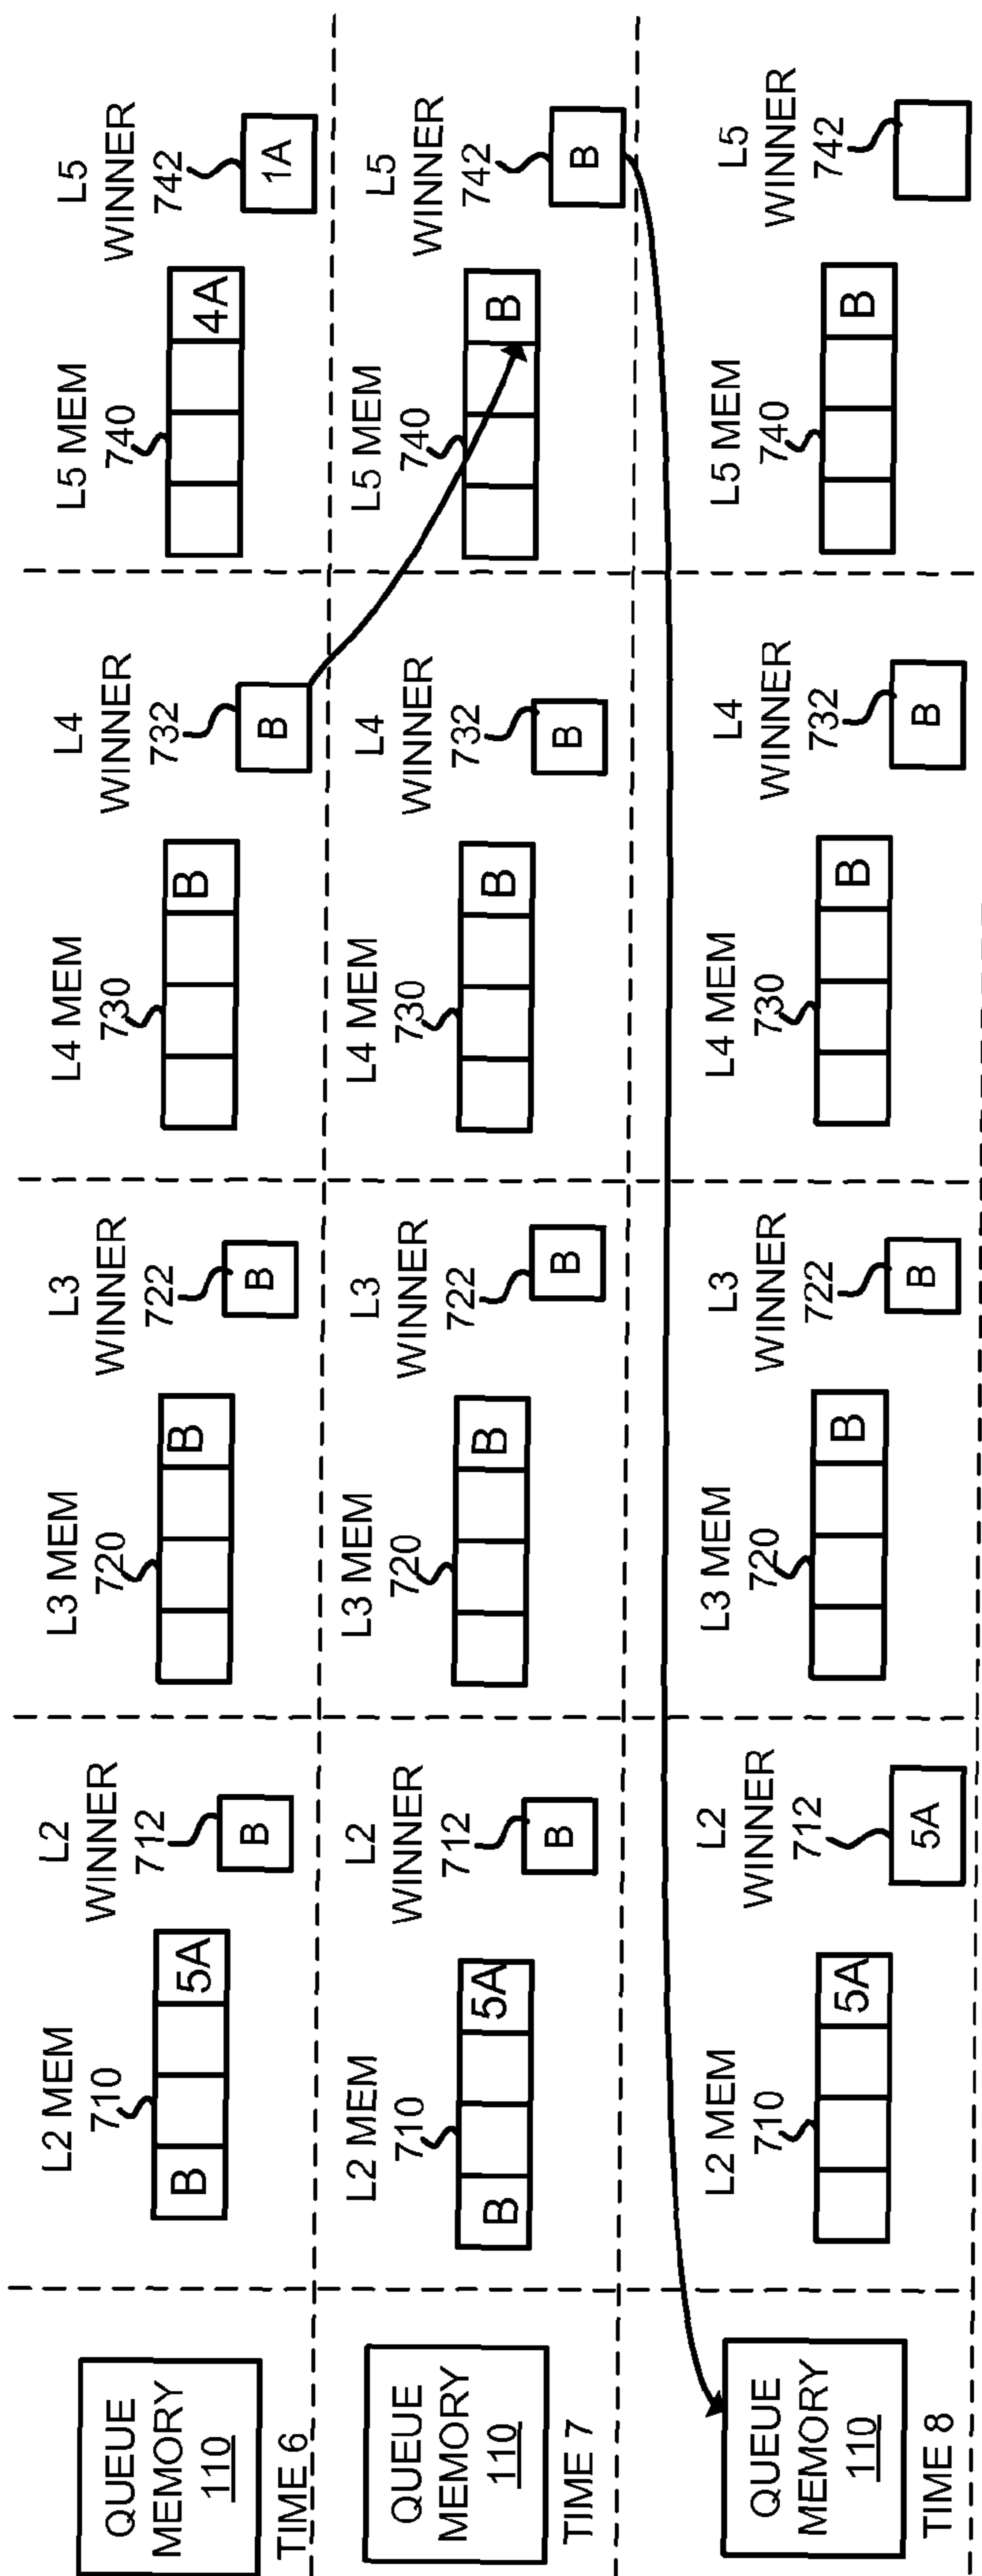 QUEUE
MEMORY
110
TIME 6
L2 MEM
710
B
5A
L2
WINNER
712
B
L3 MEM
720
B
L3
WINNER
722
B
L4 MEM
730
B
L4
WINNER
732
B
L5 MEM
740
4A
L5
WINNER
742
1A
QUEUE
MEMORY
110
TIME 7
L2 MEM
710
B
5A
L2
WINNER
712
B
L3 MEM
720
B
L3
WINNER
722
B
L4 MEM
730
B
L4
WINNER
732
B
L5 MEM
740
B
L5
WINNER
742
B
QUEUE
MEMORY
110
TIME 8
L2 MEM
710
5A
L2
WINNER
712
5A
L3 MEM
720
B
L3
WINNER
722
B
L4 MEM
730
B
L4
WINNER
732
B
L5 MEM
740
B
L5
WINNER
742